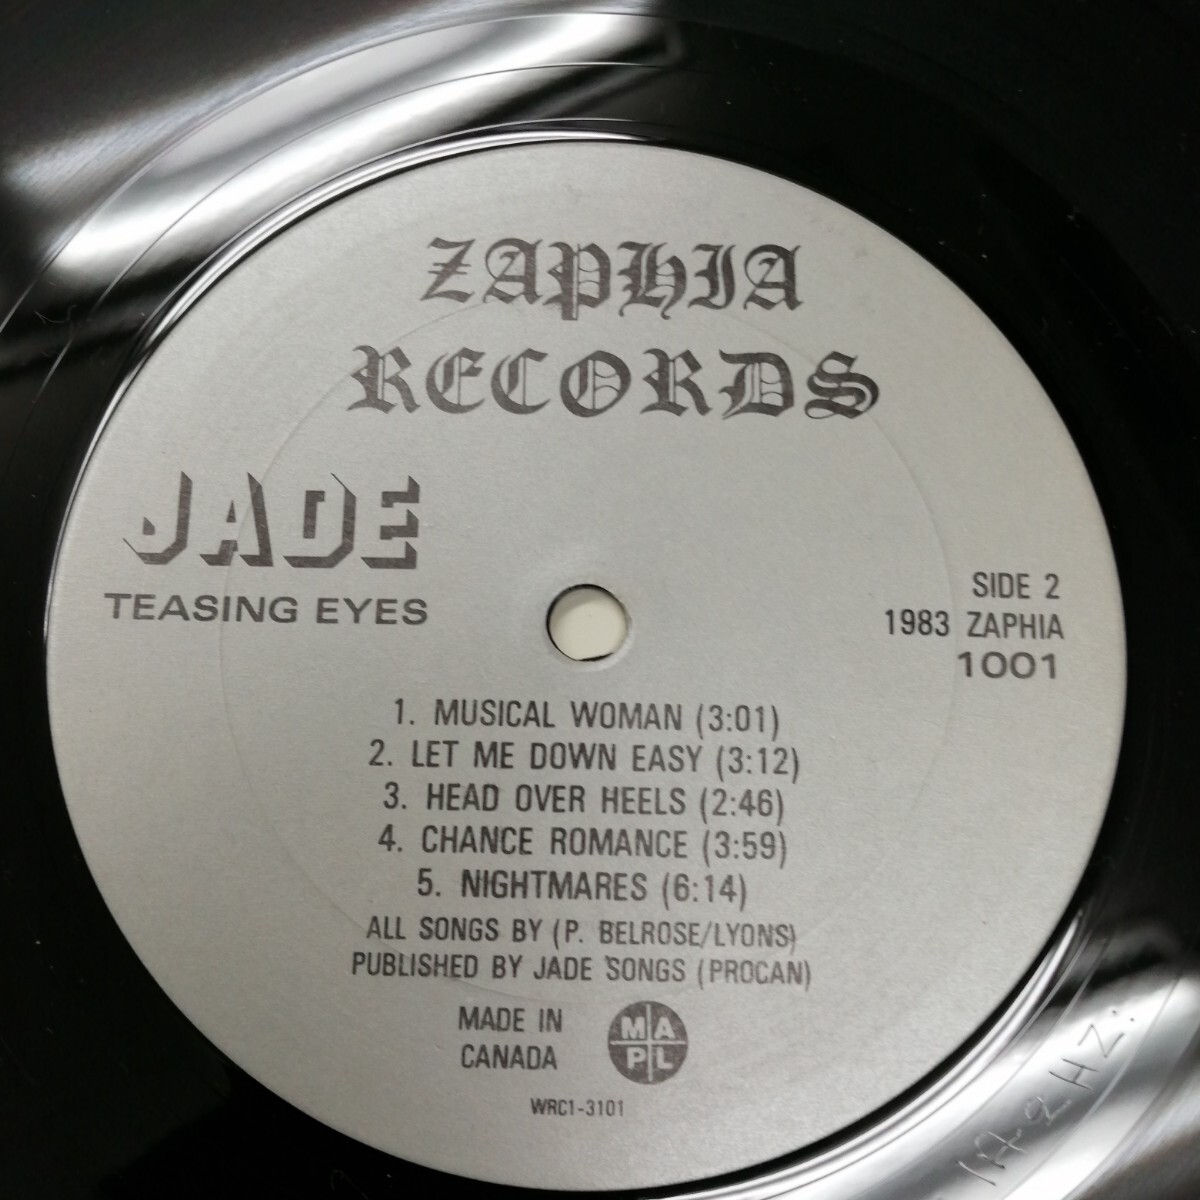 ZAPHIA
RECORDS
JADE
TEASING EYES
SIDE 2
1983 ZAPHIA
1001
1. MUSICAL WOMAN (3:01)
2. LET ME DOWN EASY (3:12)
3. HEAD OVER HEELS (2:46)
4. CHANCE ROMANCE (3:59)
5. NIGHTMARES (6:14)
ALL SONGS BY (P. BELROSE/LYONS)
PUBLISHED BY JADE SONGS (PROCAN)
MADE IN
CANADA
MA
PL
WRC1-3101